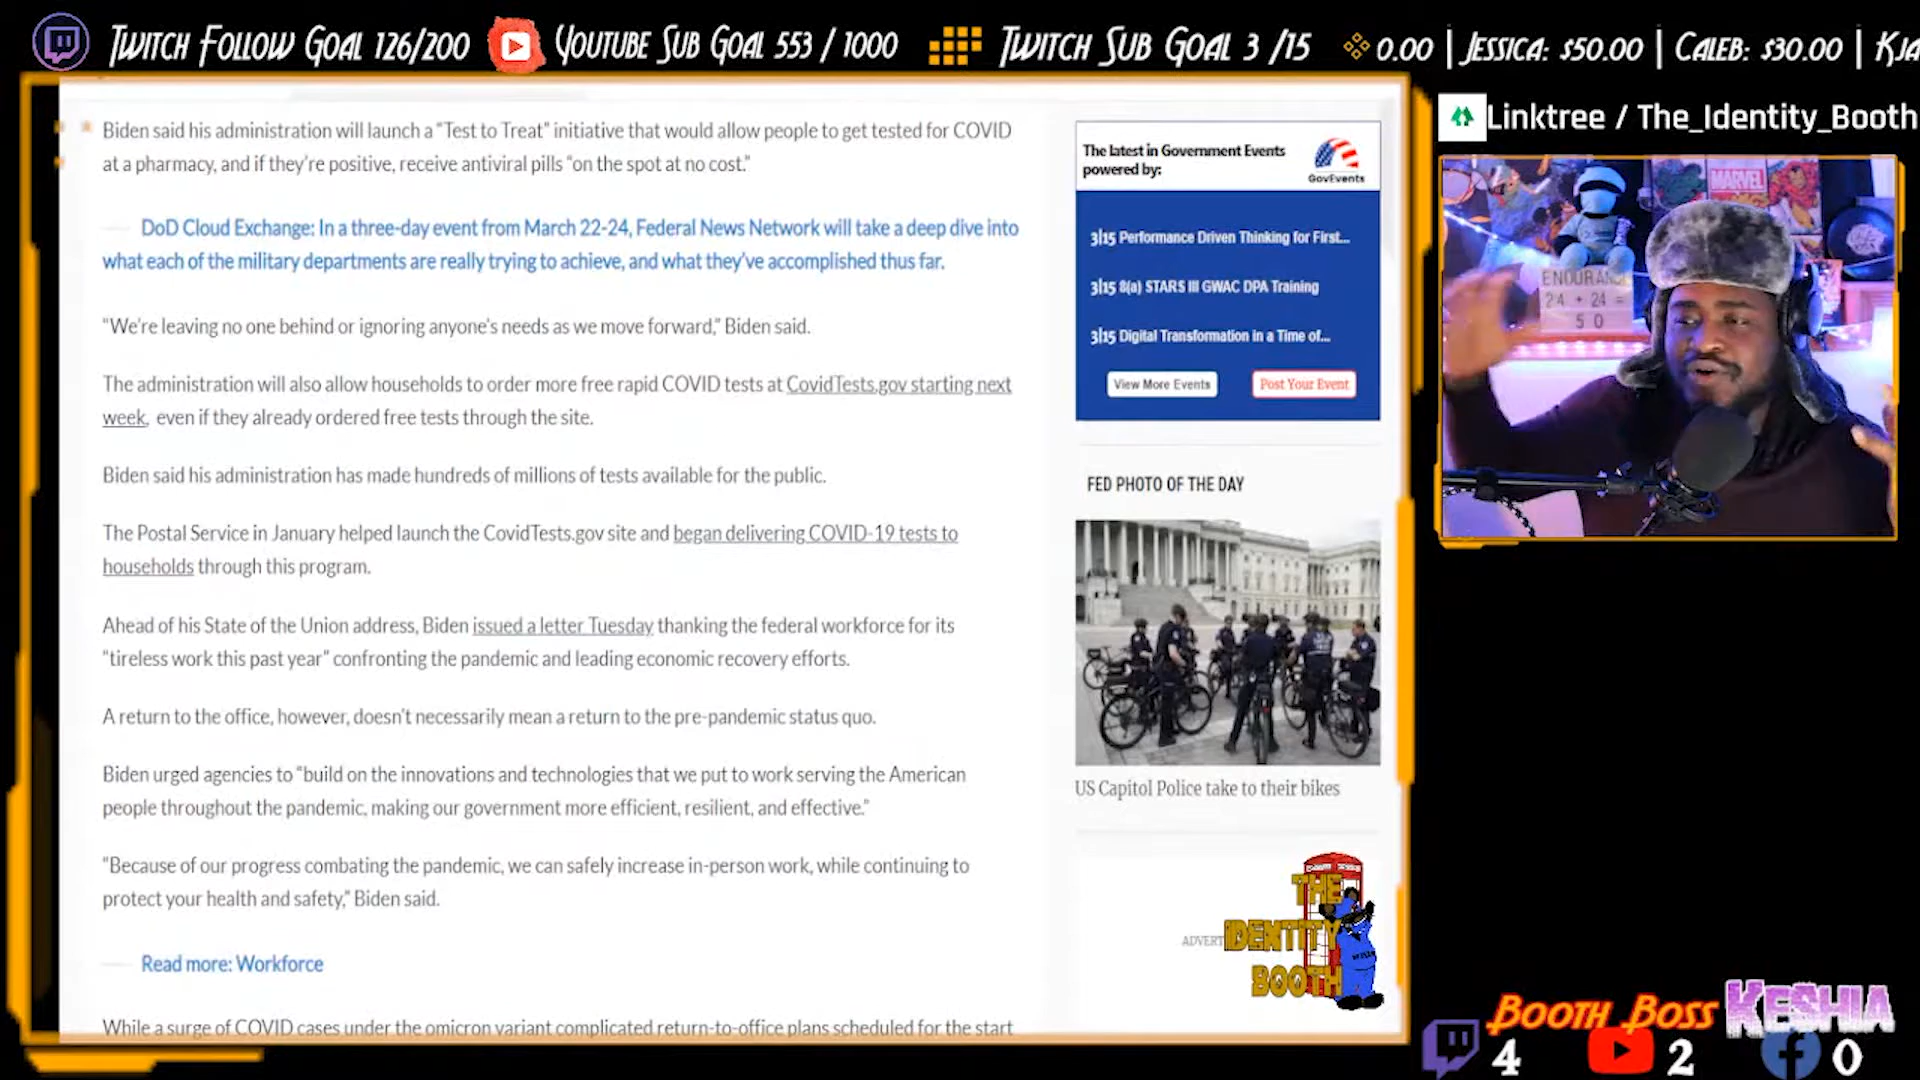 TWITCH FOLLOW GOAL 126/200
YOUTUBE SUB GOAL 553 / 1000
TWITCH SUB GOAL 3 /15
0.00 | JESSICA: $50.00 | CALEB: $30.00 | KJA
Linktree / The_Identity_Booth
Biden said his administration will launch a “Test to Treat” initiative that would allow people to get tested for COVID
at a pharmacy, and if they’re positive, receive antiviral pills “on the spot at no cost.”
DoD Cloud Exchange: In a three-day event from March 22-24, Federal News Network will take a deep dive into
what each of the military departments are really trying to achieve, and what they’ve accomplished thus far.
“We’re leaving no one behind or ignoring anyone’s needs as we move forward,” Biden said.
The administration will also allow households to order more free rapid COVID tests at CovidTests.gov starting next
week, even if they already ordered free tests through the site.
Biden said his administration has made hundreds of millions of tests available for the public.
The Postal Service in January helped launch the CovidTests.gov site and began delivering COVID-19 tests to
households through this program.
Ahead of his State of the Union address, Biden issued a letter Tuesday thanking the federal workforce for its
“tireless work this past year” confronting the pandemic and leading economic recovery efforts.
A return to the office, however, doesn’t necessarily mean a return to the pre-pandemic status quo.
Biden urged agencies to “build on the innovations and technologies that we put to work serving the American
people throughout the pandemic, making our government more efficient, resilient, and effective.”
“Because of our progress combating the pandemic, we can safely increase in-person work, while continuing to
protect your health and safety,” Biden said.
Read more: Workforce
While a surge of COVID cases under the omicron variant complicated return-to-office plans scheduled for the start
The latest in Government Events
powered by:
GovEvents
3|15 Performance Driven Thinking for First...
3|15 8(a) STARS III GWAC DPA Training
3|15 Digital Transformation in a Time of...
View More Events
Post Your Event
FED PHOTO OF THE DAY
US Capitol Police take to their bikes
ADVERT
THE
IDENTITY
BOOTH
MARVEL
ENDURANC
24 + 24 =
50
BOOTH BOSS KESHIA
4
2
0